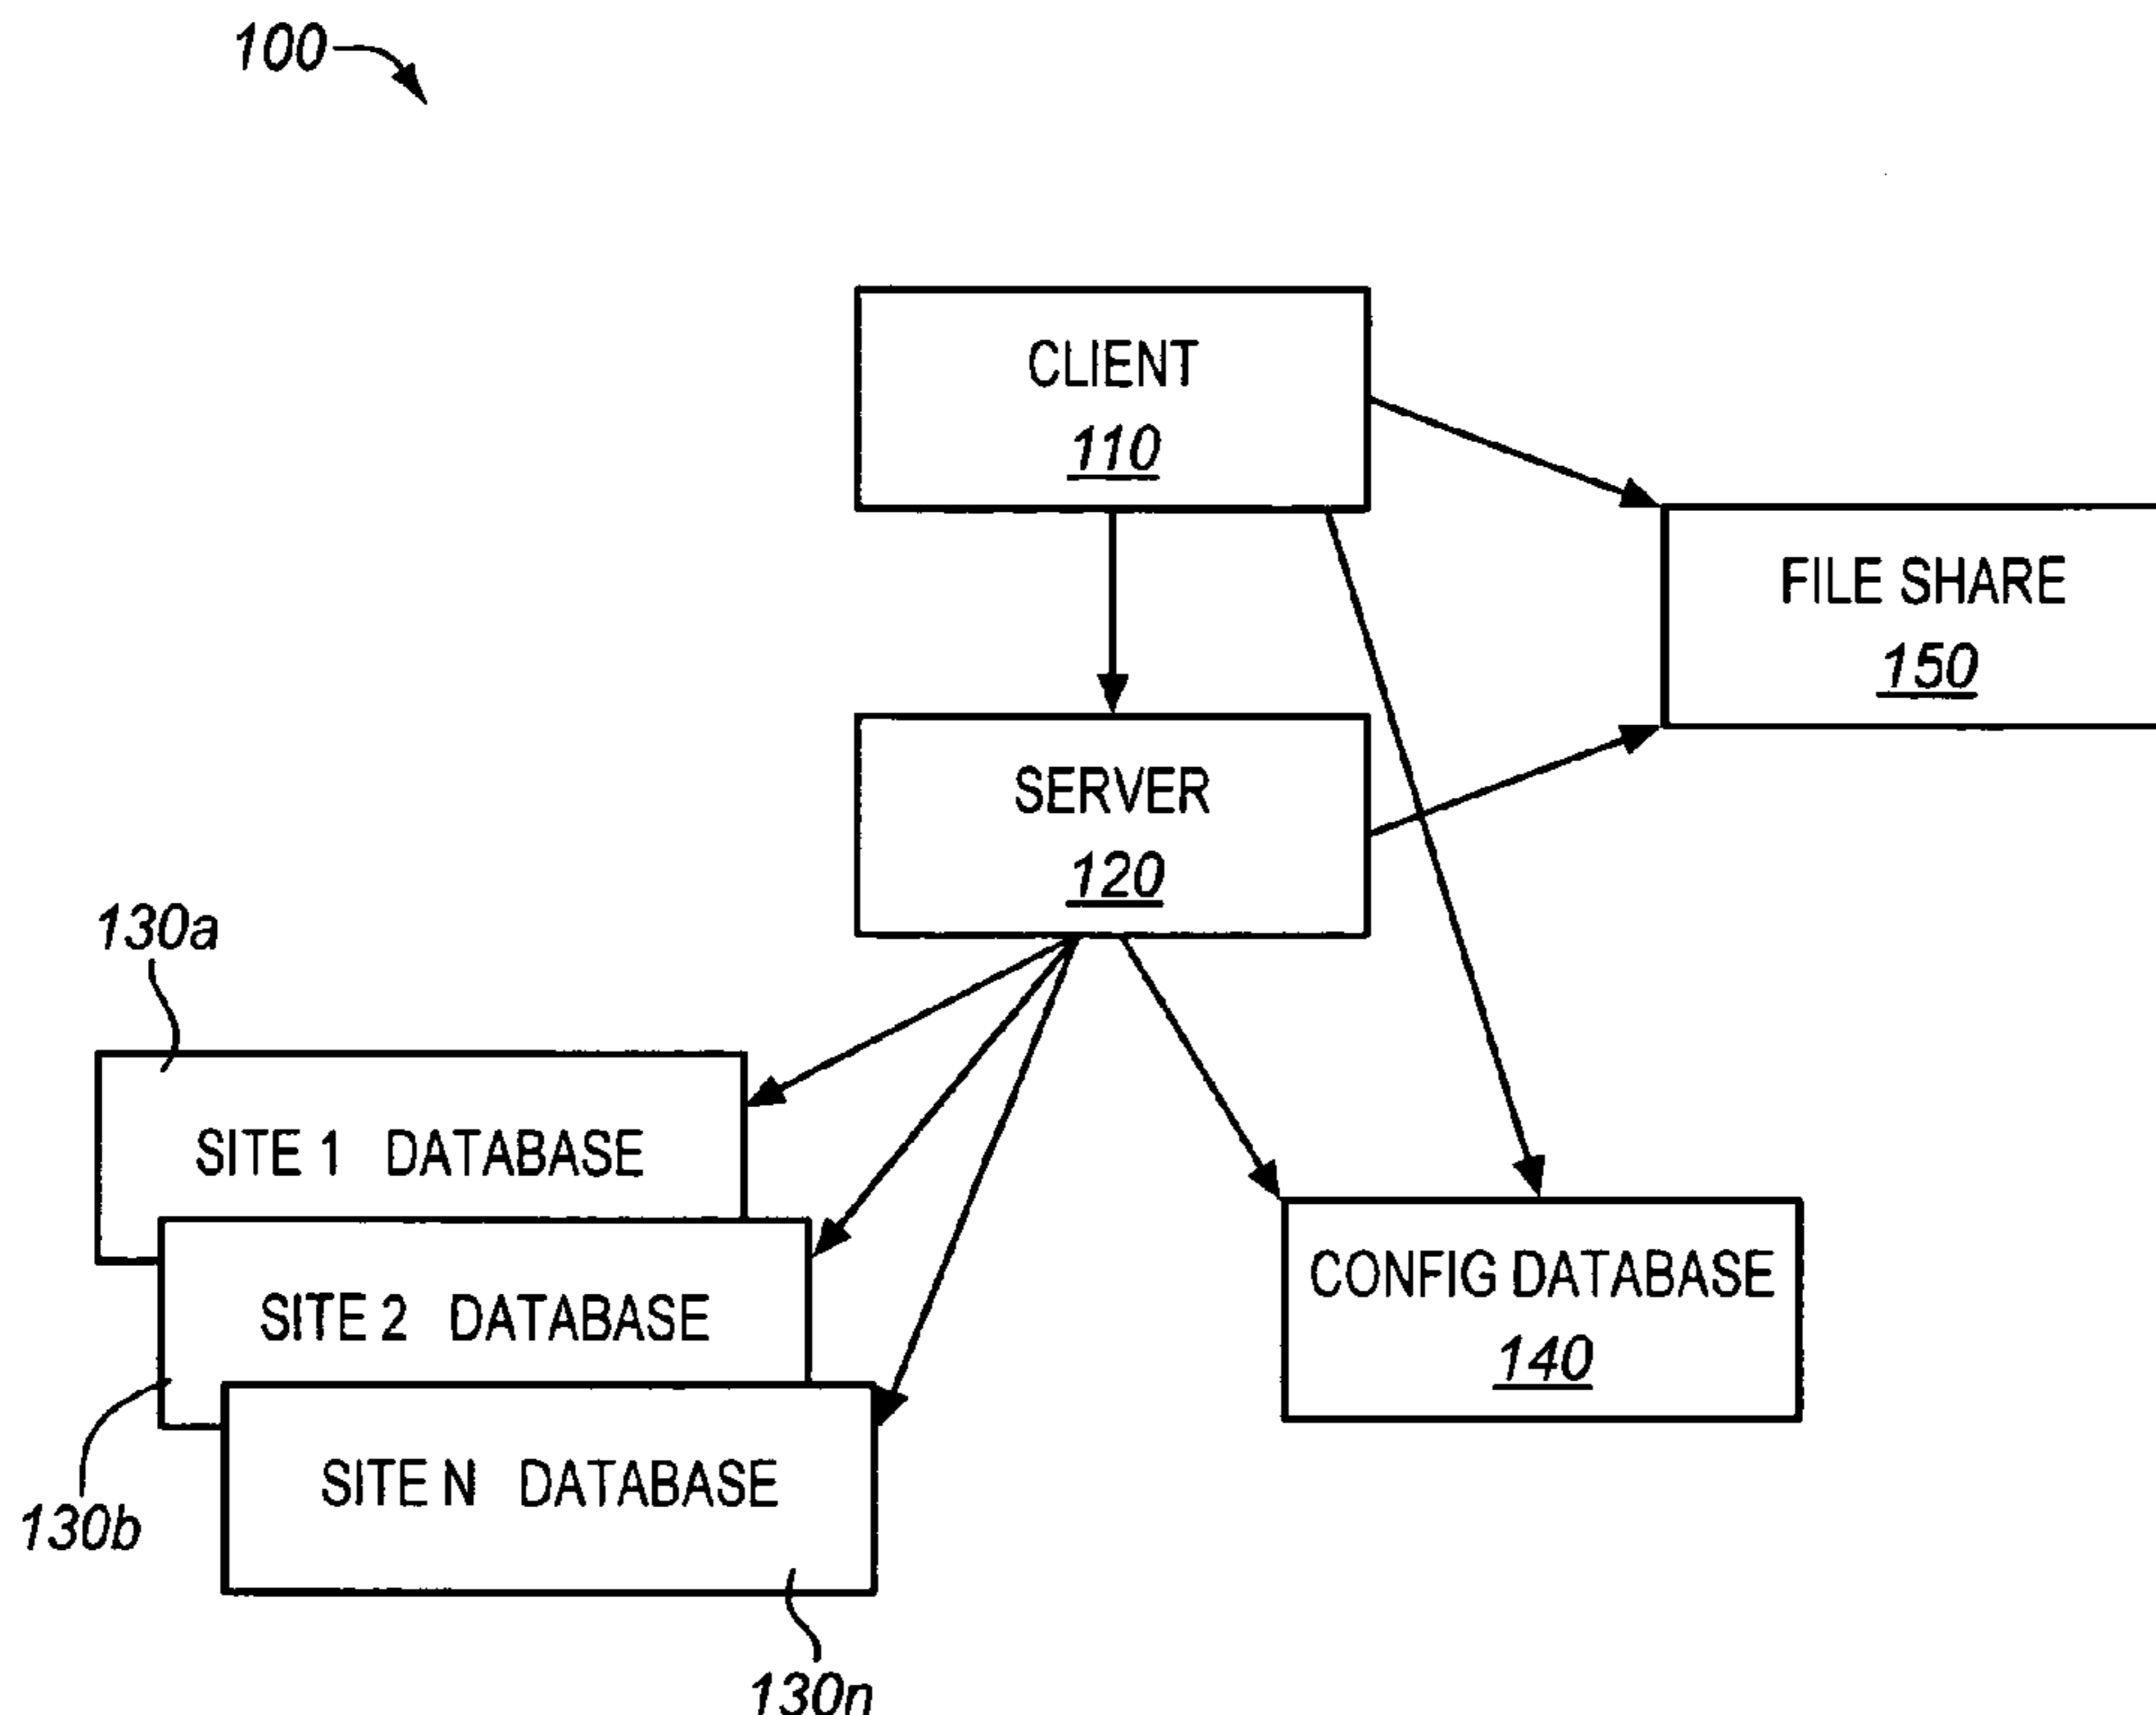 100
CLIENT
110
FILE SHARE
150
SERVER
120
130a
SITE 1 DATABASE
SITE 2 DATABASE
CONFIG DATABASE
140
SITE N DATABASE
130b
130n